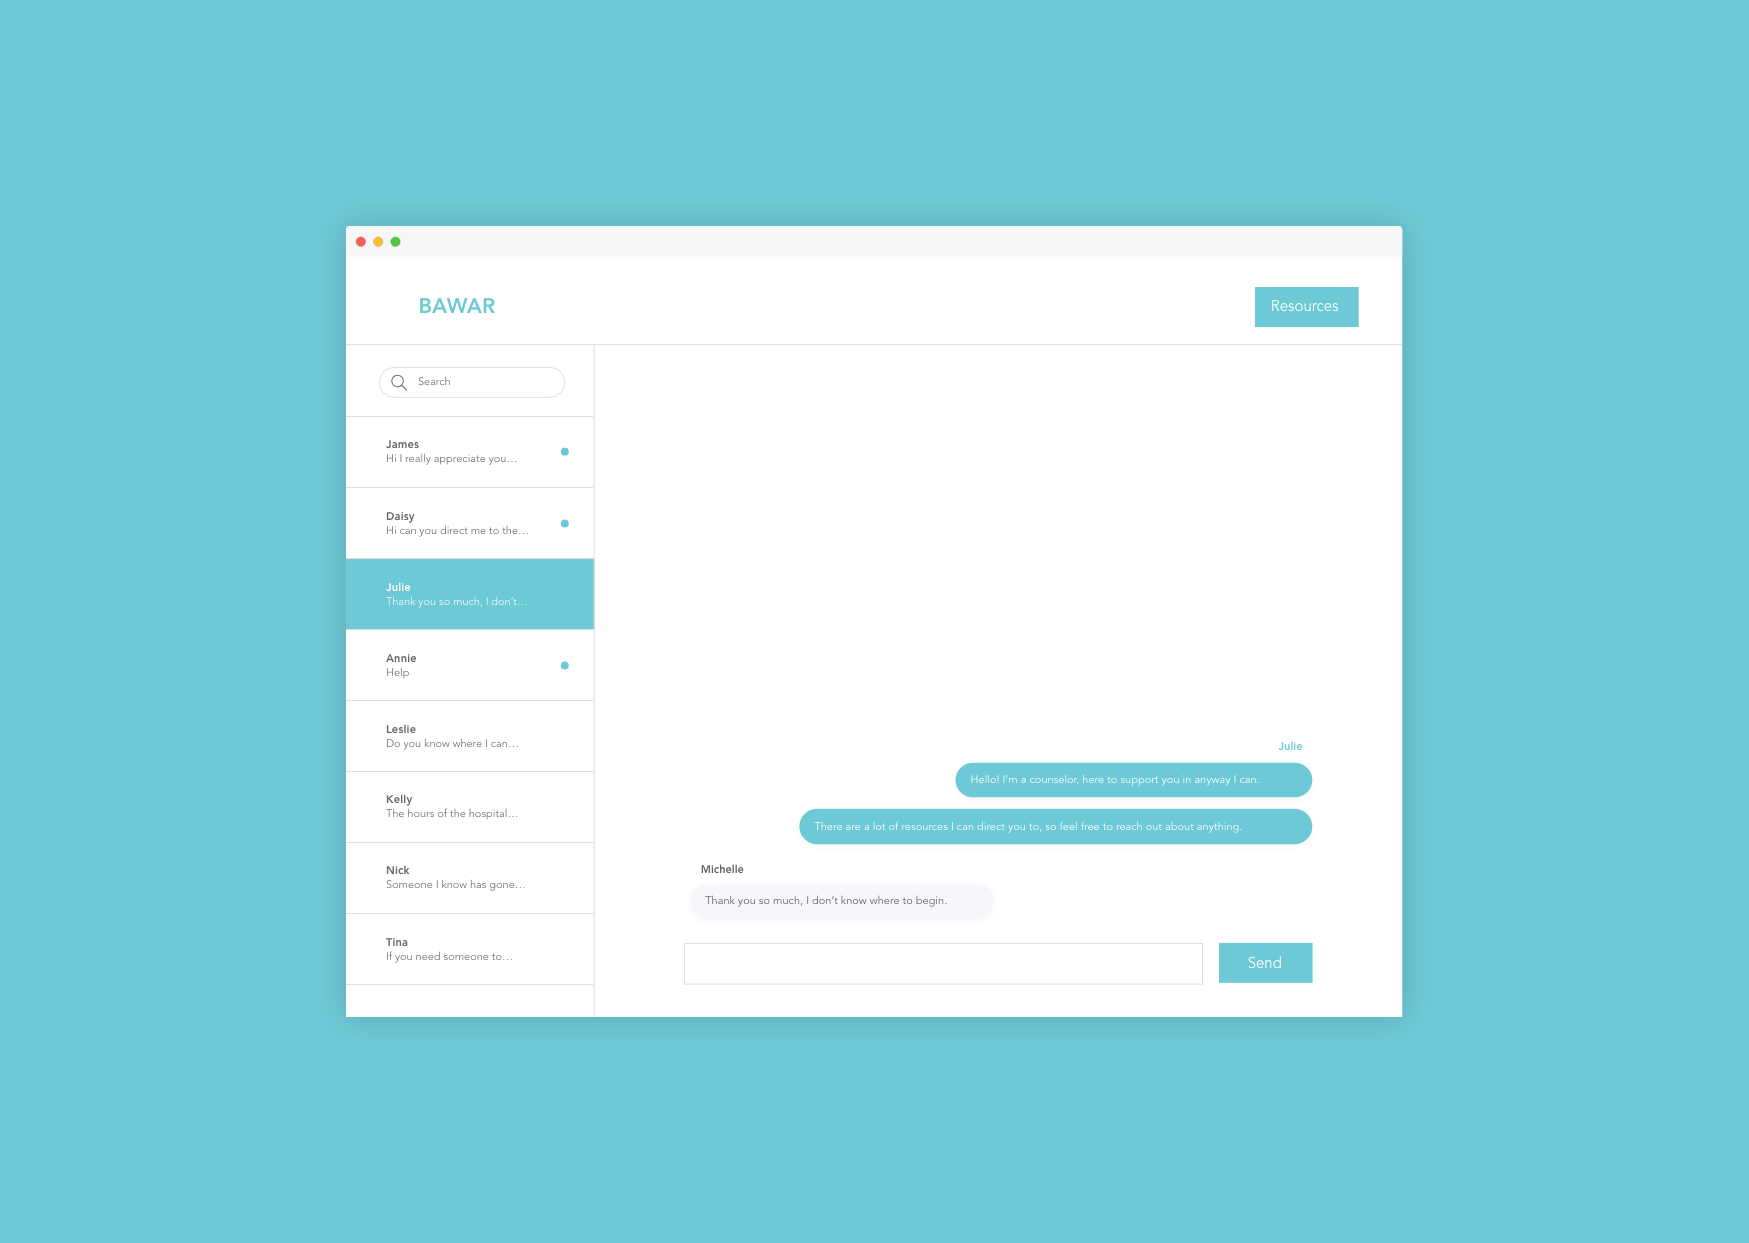 BAWAR
Resources
Search
James
Hi I really appreciate you...
Daisy
Hi can you direct me to the...
Julie
Thank you so much, I don't...
Annie
Help
Leslie
Do you know where I can...
Kelly
The hours of the hospital...
Nick
Someone I know has gone...
Tina
If you need someone to...
Julie
Hello! I'm a counselor, here to support you in anyway I can.
There are a lot of resources I can direct you to, so feel free to reach out about anything.
Michelle
Thank you so much, I don't know where to begin.
Send